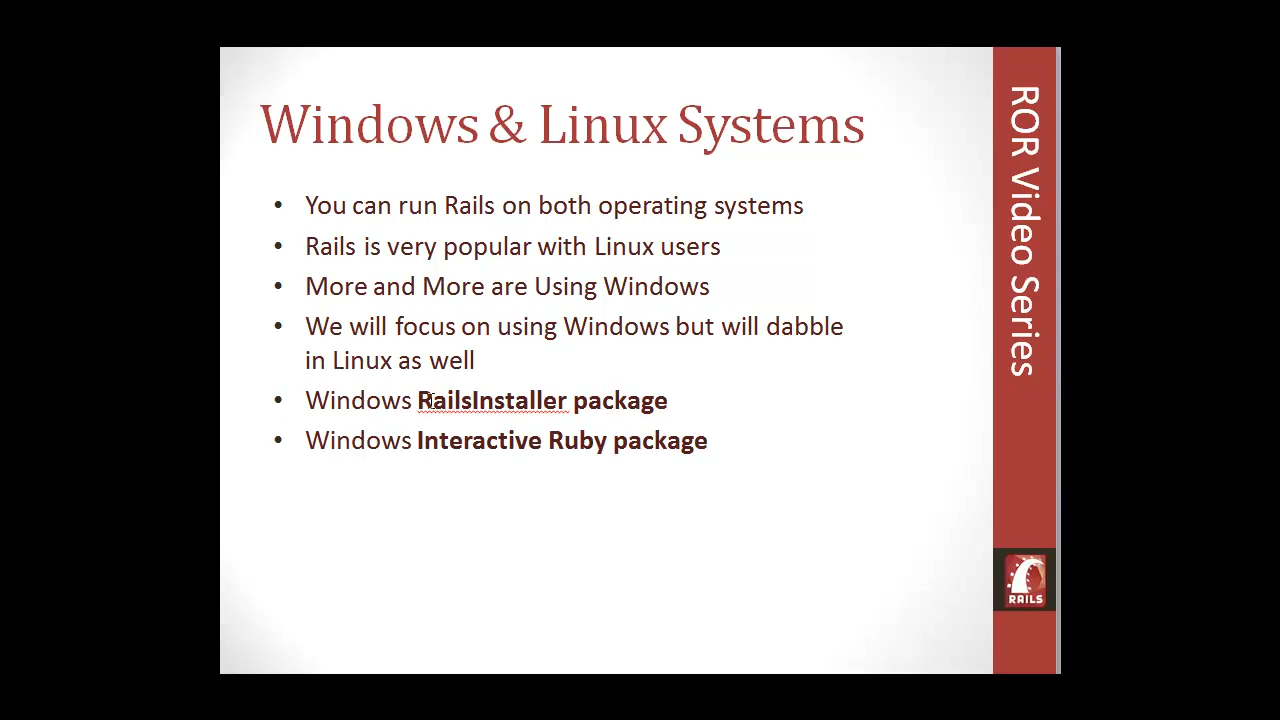 Windows & Linux Systems
• You can run Rails on both operating systems
• Rails is very popular with Linux users
• More and More are Using Windows
• We will focus on using Windows but will dabble
in Linux as well
• Windows RailsInstaller package
• Windows Interactive Ruby package
ROR Video Series
RAILS